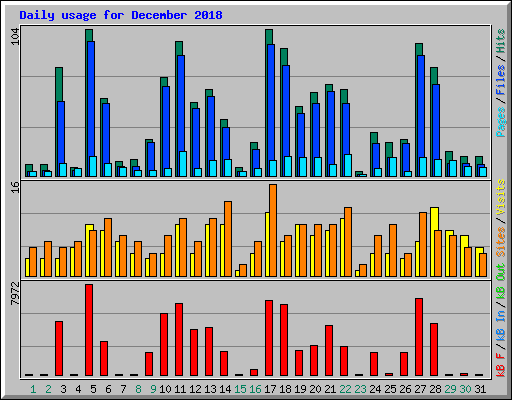 Daily usage for December 2018
104
Pages / Files / Hits
16
Sites / Visits
7972
kB F / kB In / kB Out
1 2 3 4 5 6 7 8 9 10 11 12 13 14 15 16 17 18 19 20 21 22 23 24 25 26 27 28 29 30 31